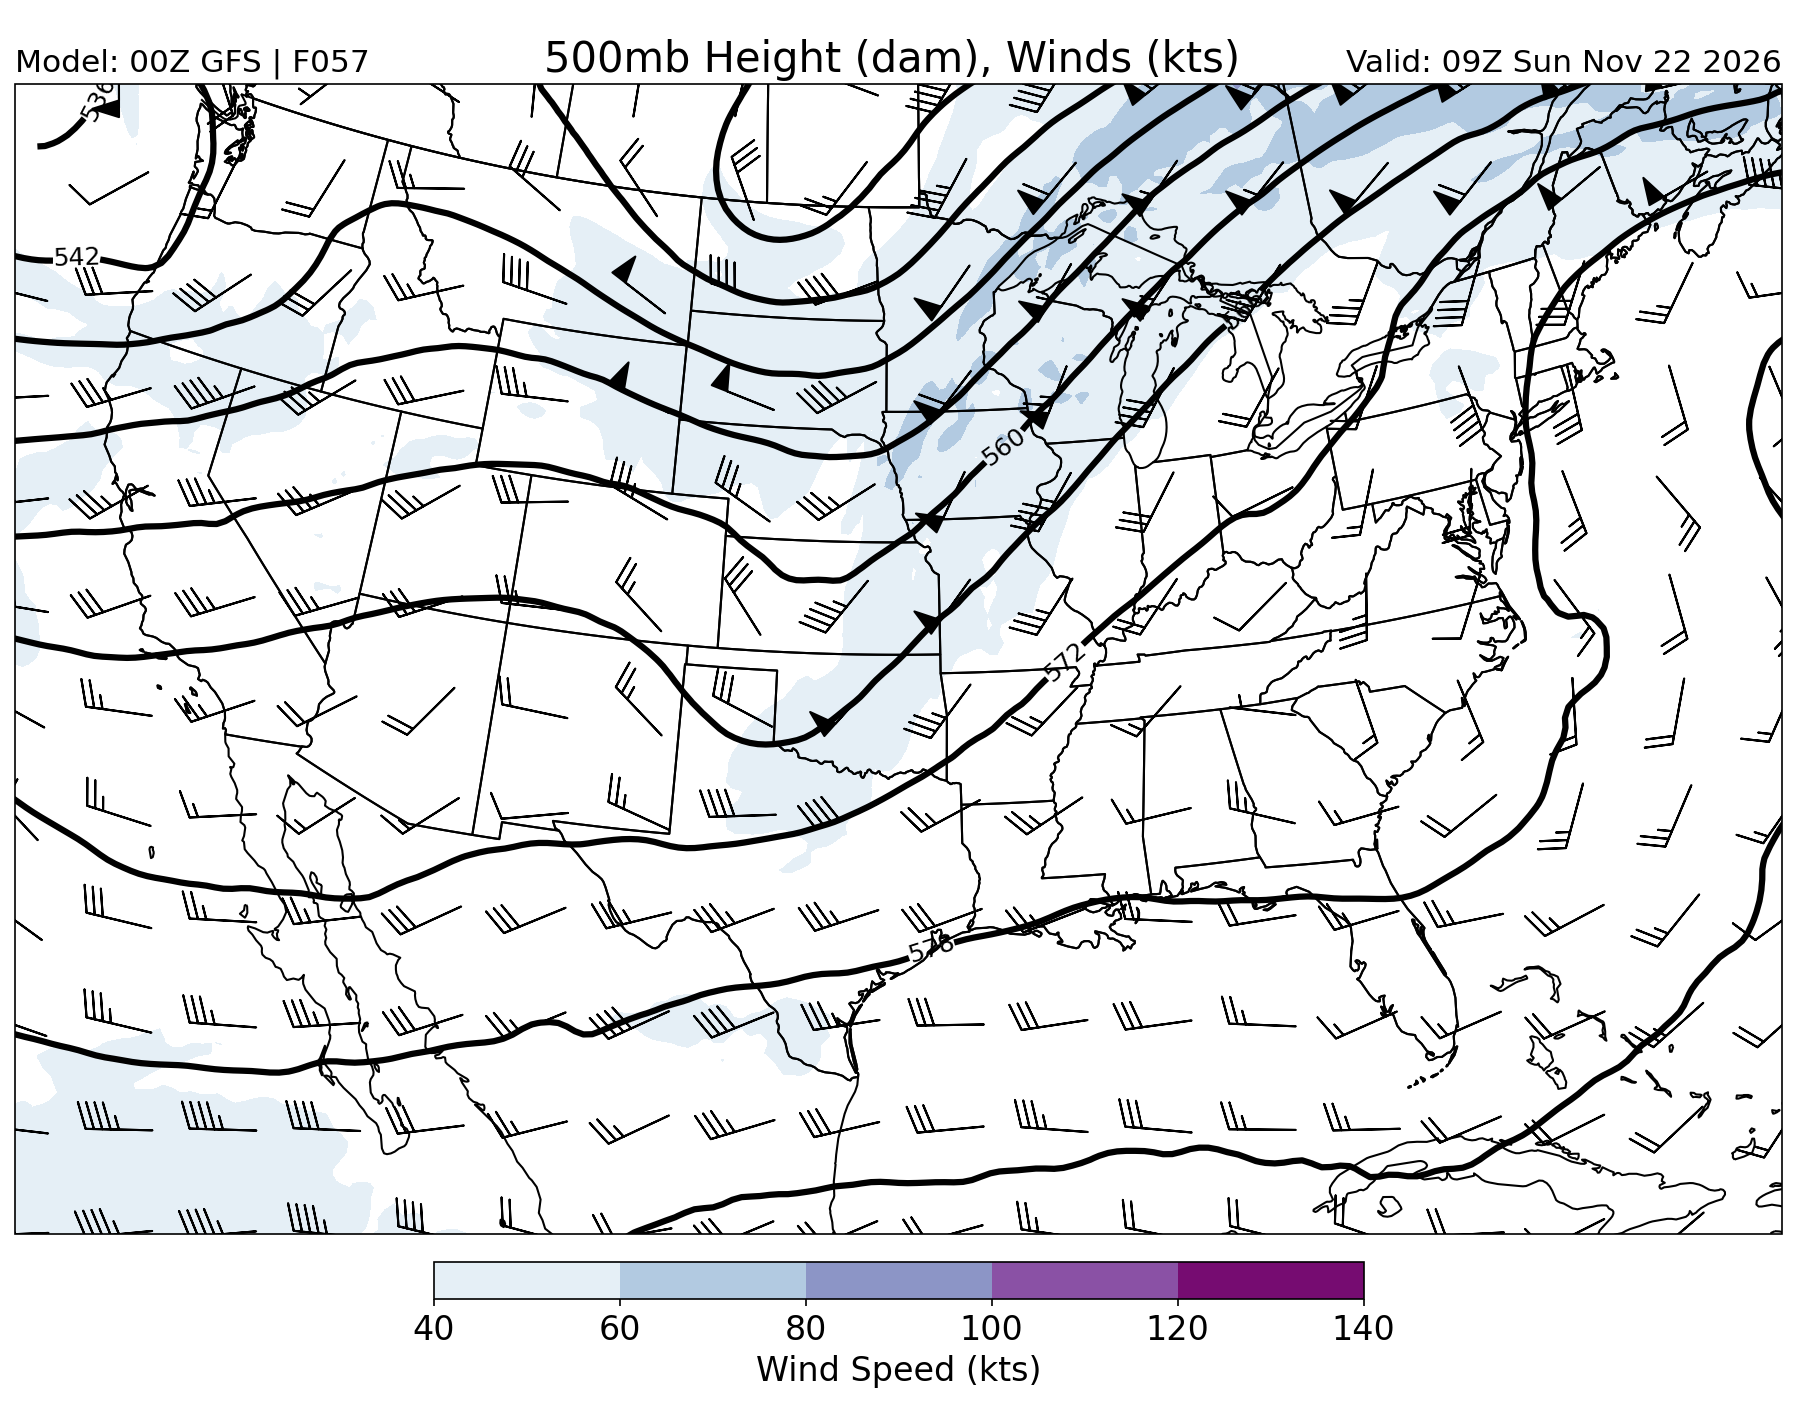 Model: 00Z GFS | F057
500mb Height (dam), Winds (kts)
Valid: 09Z Sun Nov 22 2026
536
542
560
572
576
40 60 80 100 120 140
Wind Speed (kts)